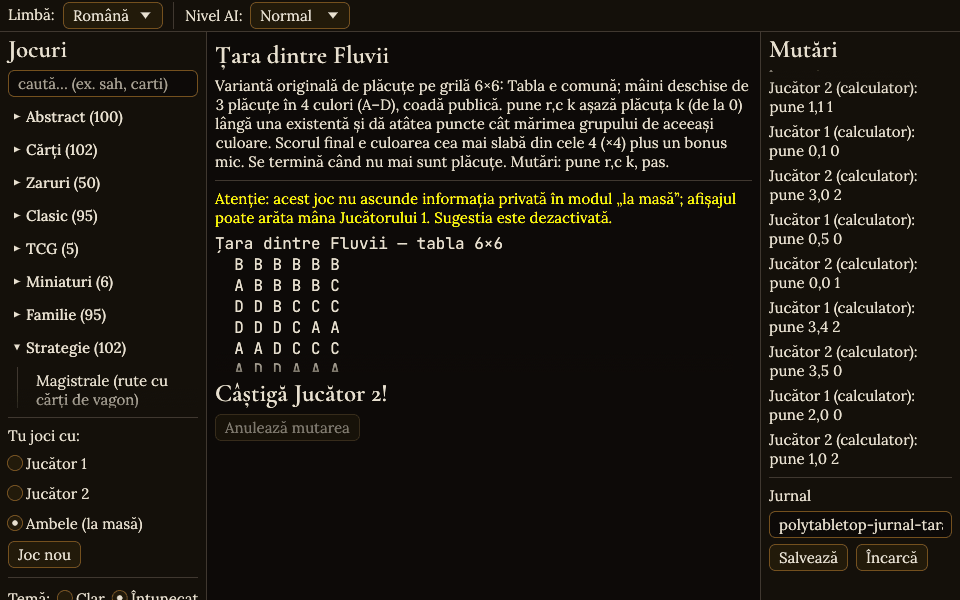 Limbă:
Română
Nivel AI:
Normal
Jocuri
caută... (ex. sah, carti)
Abstract (100)
Cărți (102)
Zaruri (50)
Clasic (95)
TCG (5)
Miniaturi (6)
Familie (95)
Strategie (102)
Magistrale (rute cu
cărți de vagon)
Tu joci cu:
Jucător 1
Jucător 2
Ambele (la masă)
Joc nou
Temă:
Clar
Întunecat
Țara dintre Fluvii
Variantă originală de plăcuțe pe grilă 6×6: Tabla e comună; mâini deschise de
3 plăcuțe în 4 culori (A–D), coadă publică. pune r,c k așază plăcuța k (de la 0)
lângă una existentă și dă atâtea puncte cât mărimea grupului de aceeași
culoare. Scorul final e culoarea cea mai slabă din cele 4 (×4) plus un bonus
mic. Se termină când nu mai sunt plăcuțe. Mutări: pune r,c k, pas.
Atenție: acest joc nu ascunde informația privată în modul „la masă”; afișajul
poate arăta mâna Jucătorului 1. Sugestia este dezactivată.
Țara dintre Fluvii — tabla 6×6
B B B B B B
A B B B B C
D D B C C C
D D D C A A
A A D C C C
A D D A A A
Câștigă Jucător 2!
Anulează mutarea
Mutări
Jucător 2 (calculator):
pune 1,1 1
Jucător 1 (calculator):
pune 0,1 0
Jucător 2 (calculator):
pune 3,0 2
Jucător 1 (calculator):
pune 0,5 0
Jucător 2 (calculator):
pune 0,0 1
Jucător 1 (calculator):
pune 3,4 2
Jucător 2 (calculator):
pune 3,5 0
Jucător 1 (calculator):
pune 2,0 0
Jucător 2 (calculator):
pune 1,0 2
Jurnal
polytabletop-jurnal-tar
Salvează
Încarcă